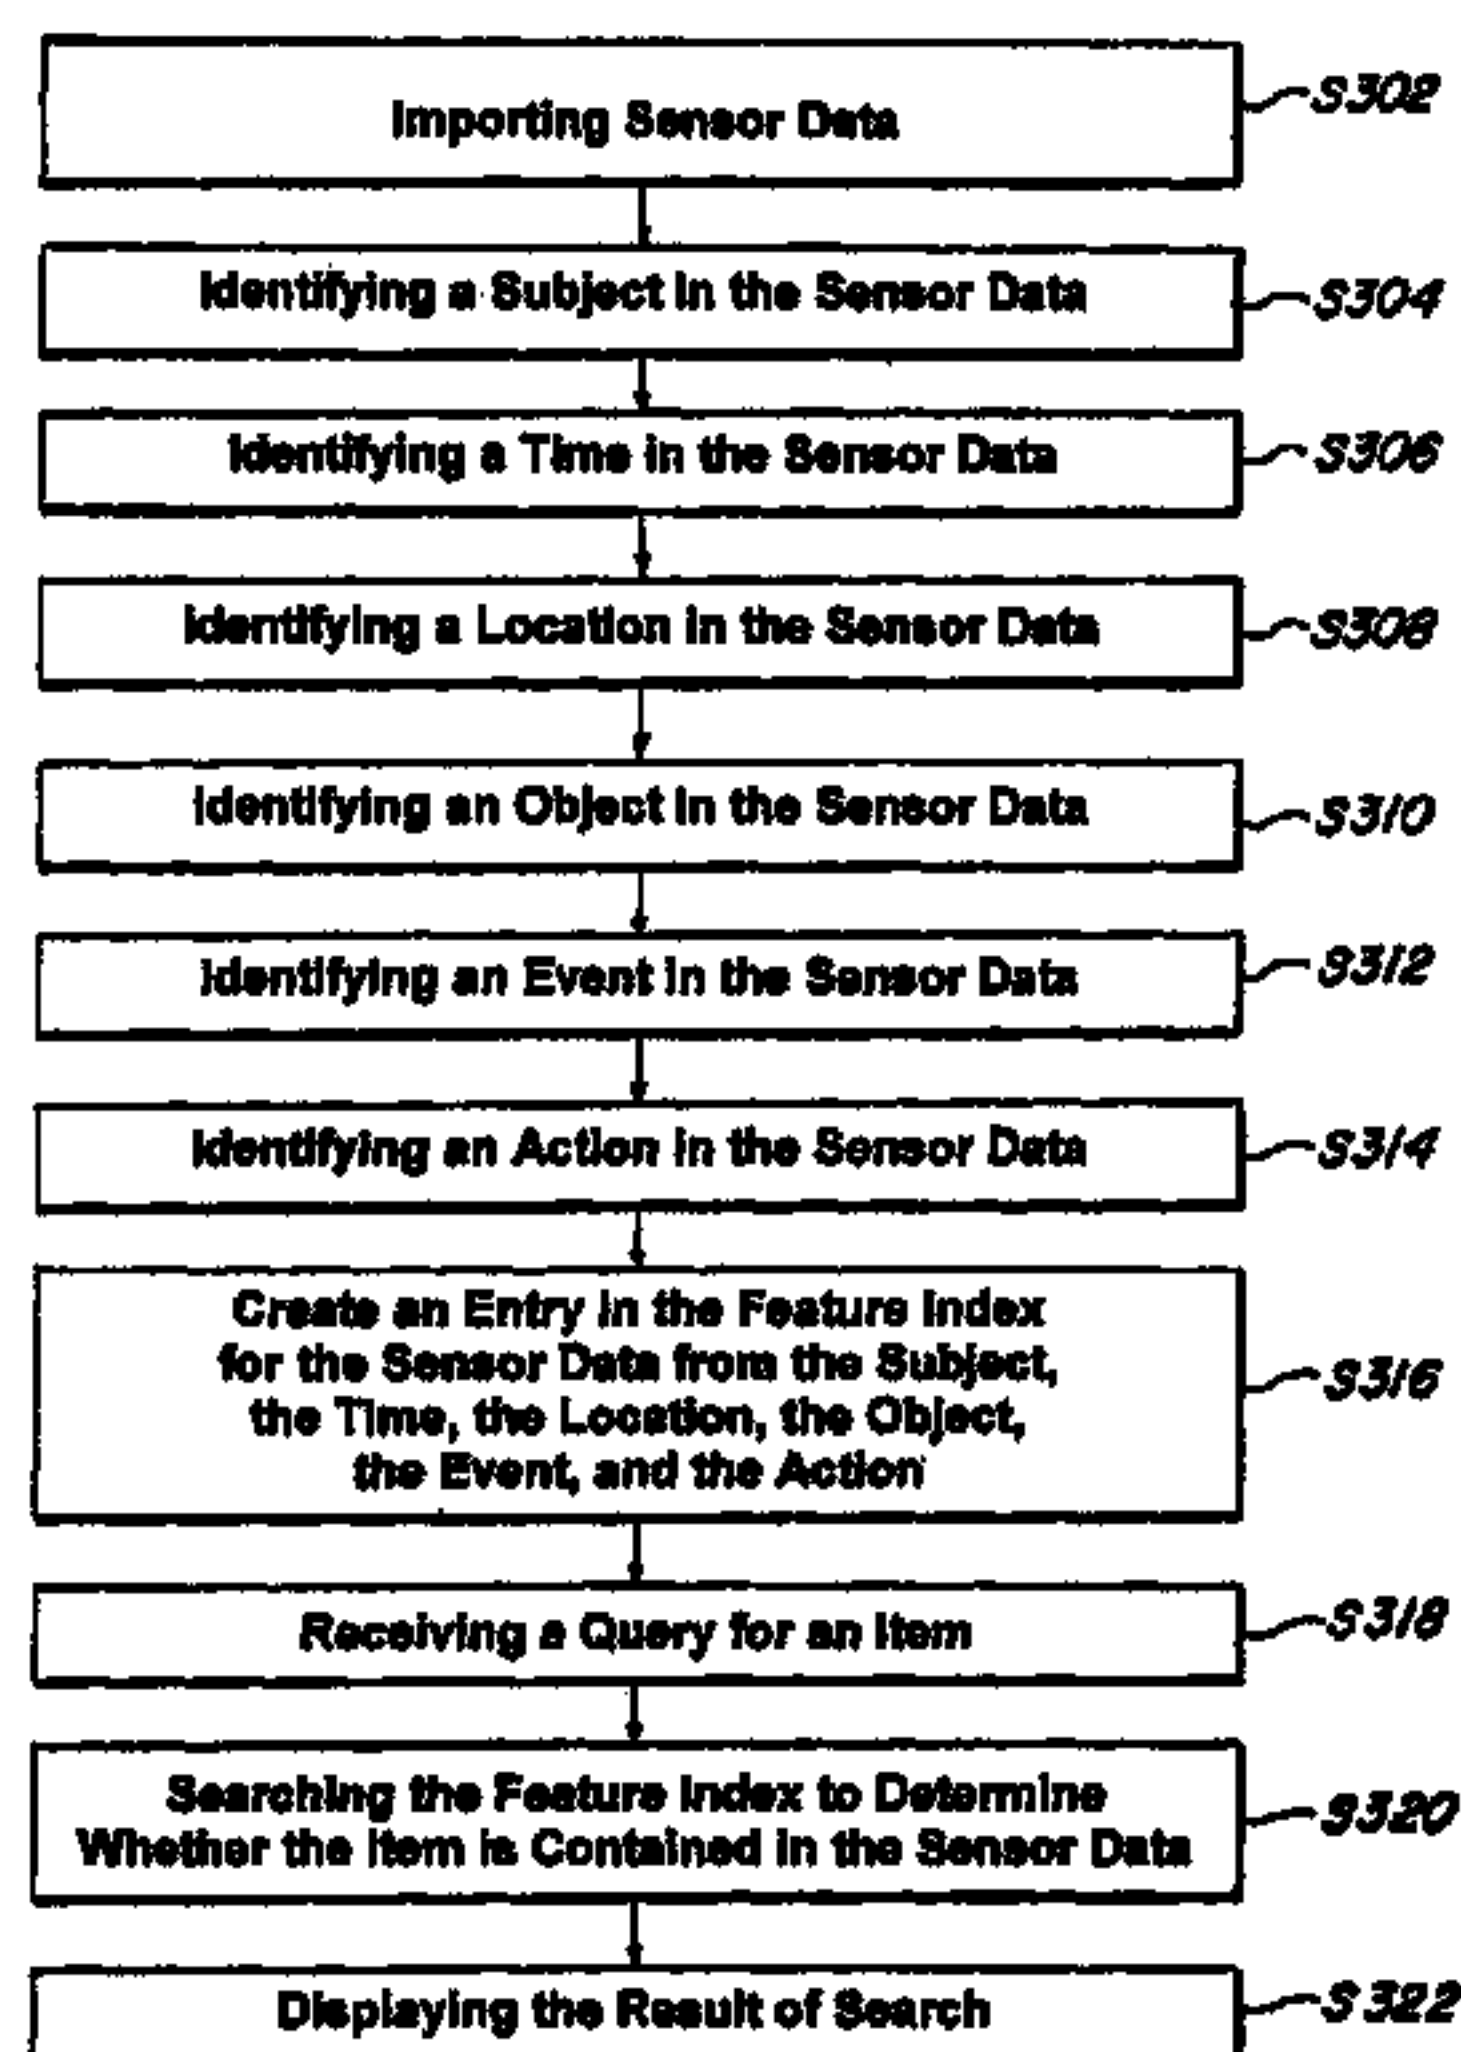 Importing Sensor Data
S302
Identifying a Subject in the Sensor Data
S304
Identifying a Time in the Sensor Data
S306
Identifying a Location in the Sensor Data
S308
Identifying an Object in the Sensor Data
S310
Identifying an Event in the Sensor Data
S312
Identifying an Action in the Sensor Data
S314
Create an Entry in the Feature Index
for the Sensor Data from the Subject,
the Time, the Location, the Object,
the Event, and the Action
S316
Receiving a Query for an Item
S318
Searching the Feature Index to Determine
Whether the Item is Contained in the Sensor Data
S320
Displaying the Result of Search
S322